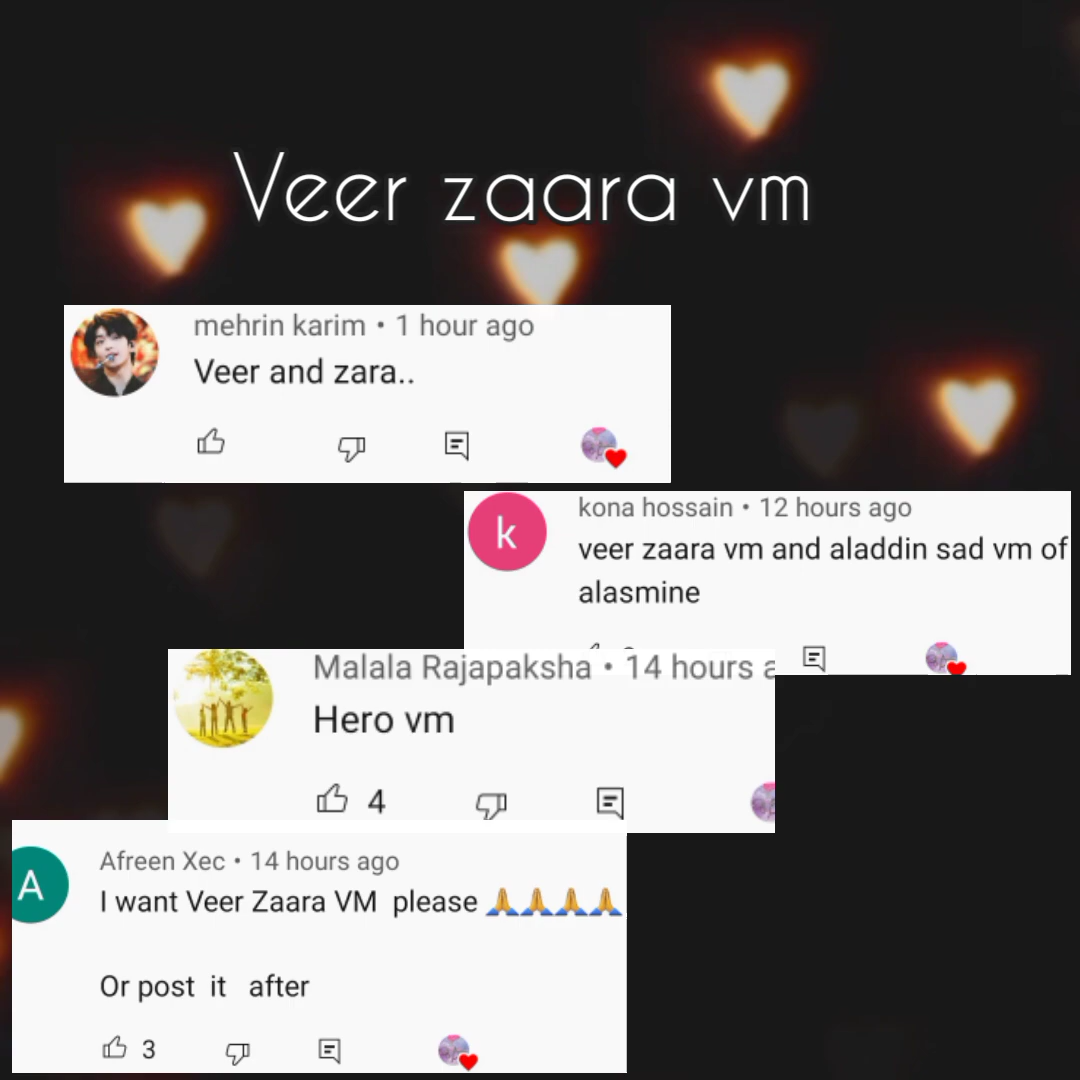 Veer zaara vm
mehrin karim • 1 hour ago
Veer and zara..
k
kona hossain • 12 hours ago
veer zaara vm and aladdin sad vm of
alasmine
Malala Rajapaksha • 14 hours a
Hero vm
4
A
Afreen Xec • 14 hours ago
I want Veer Zaara VM please 🙏🙏🙏🙏
Or post it after
3